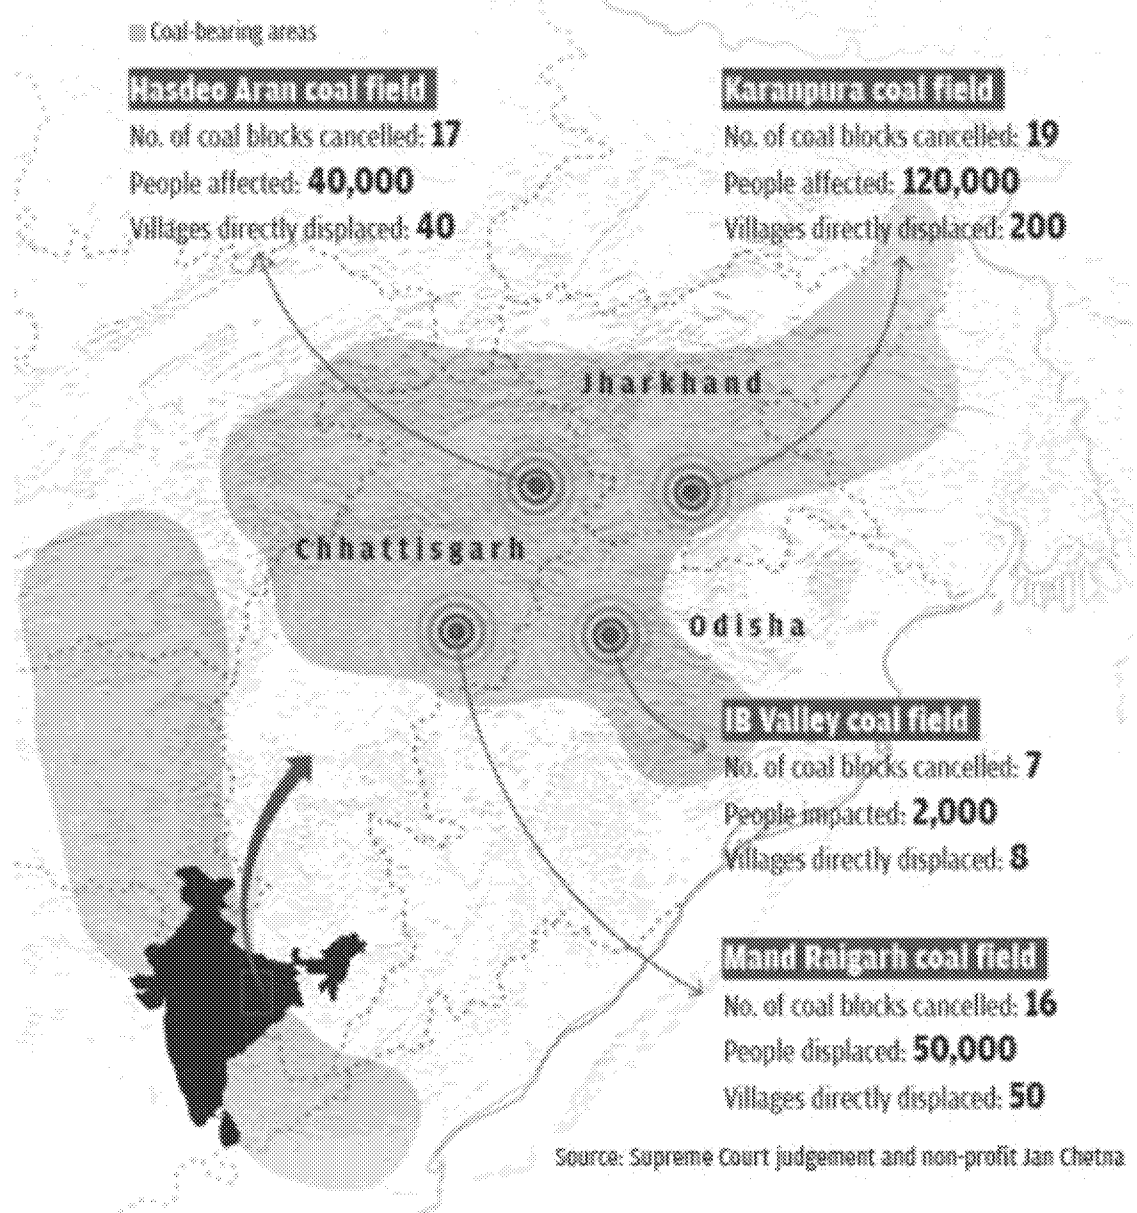 Coal-bearing areas
Hasdeo Aran coal field
No. of coal blocks cancelled: 17
People affected: 40,000
Villages directly displaced: 40
Karanpura coal field
No. of coal blocks cancelled: 19
People affected: 120,000
Villages directly displaced: 200
Jharkhand
Chhattisgarh
Odisha
IB Valley coal field
No. of coal blocks cancelled: 7
People impacted: 2,000
Villages directly displaced: 8
Mand Raigarh coal field
No. of coal blocks cancelled: 16
People displaced: 50,000
Villages directly displaced: 50
Source: Supreme Court judgement and non-profit Jan Chetna